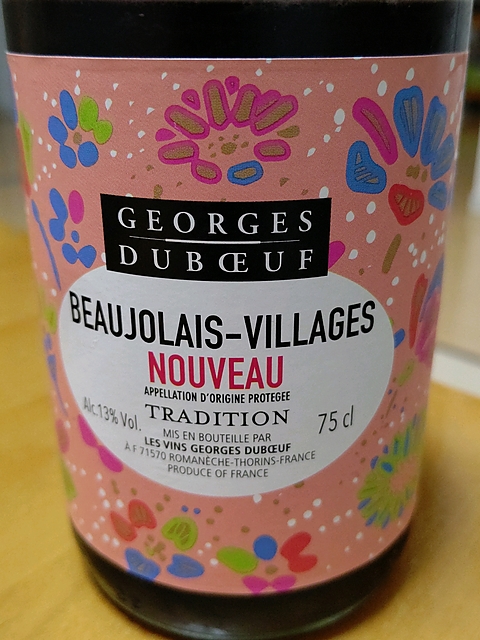 GEORGES
DUBŒUF
BEAUJOLAIS-VILLAGES
NOUVEAU
APPELLATION D'ORIGINE PROTEGEE
Alc.13% Vol. TRADITION 75 cl
MIS EN BOUTEILLE PAR
LES VINS GEORGES DUBŒUF
À F 71570 ROMANÈCHE-THORINS-FRANCE
PRODUCE OF FRANCE